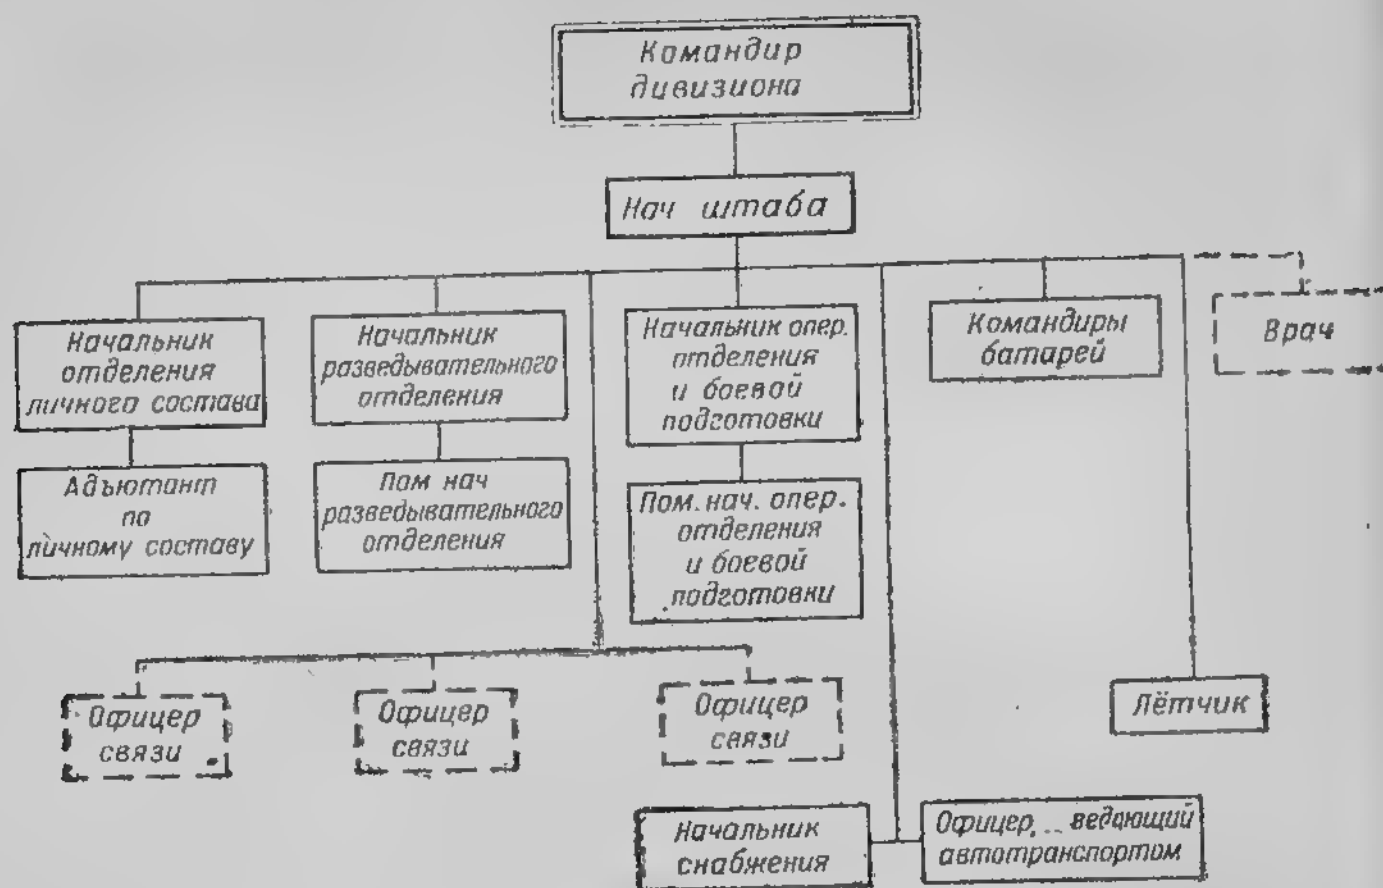 Командир
дивизиона
Нач штаба
Начальник
отделения
личного состава
Начальник
разведывательного
отделения
Начальник опер.
отделения
и боевой
подготовки
Командиры
батарей
Врач
Адъютант
по
личному составу
Пом нач
разведывательного
отделения
Пом. нач. опер.
отделения
и боевой
подготовки
Офицер
связи
Офицер
связи
Офицер
связи
Лётчик
Начальник
снабжения
Офицер, ведающий
автотранспортом